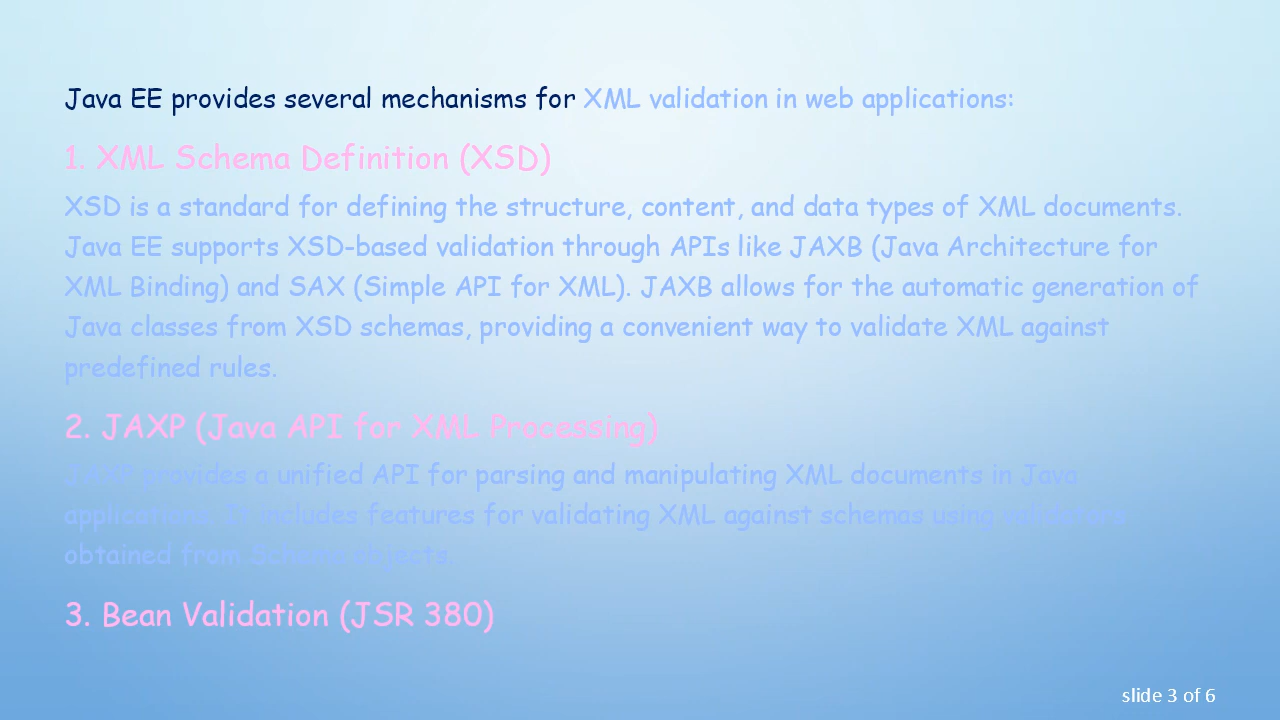 Java EE provides several mechanisms for XML validation in web applications:
1. XML Schema Definition (XSD)
XSD is a standard for defining the structure, content, and data types of XML documents.
Java EE supports XSD-based validation through APIs like JAXB (Java Architecture for
XML Binding) and SAX (Simple API for XML). JAXB allows for the automatic generation of
Java classes from XSD schemas, providing a convenient way to validate XML against
predefined rules.
2. JAXP (Java API for XML Processing)
JAXP provides a unified API for parsing and manipulating XML documents in Java
applications. It includes features for validating XML against schemas using validators
obtained from Schema objects.
3. Bean Validation (JSR 380)
slide 3 of 6